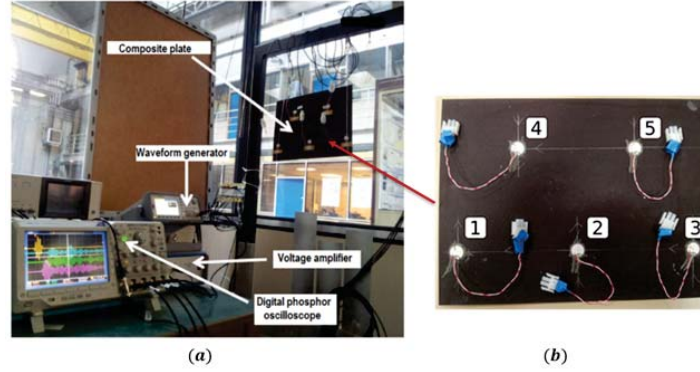 Composite plate
Waveform generator
Voltage amplifier
Digital phosphor
oscilloscope
4
5
1
2
3
(a)
(b)